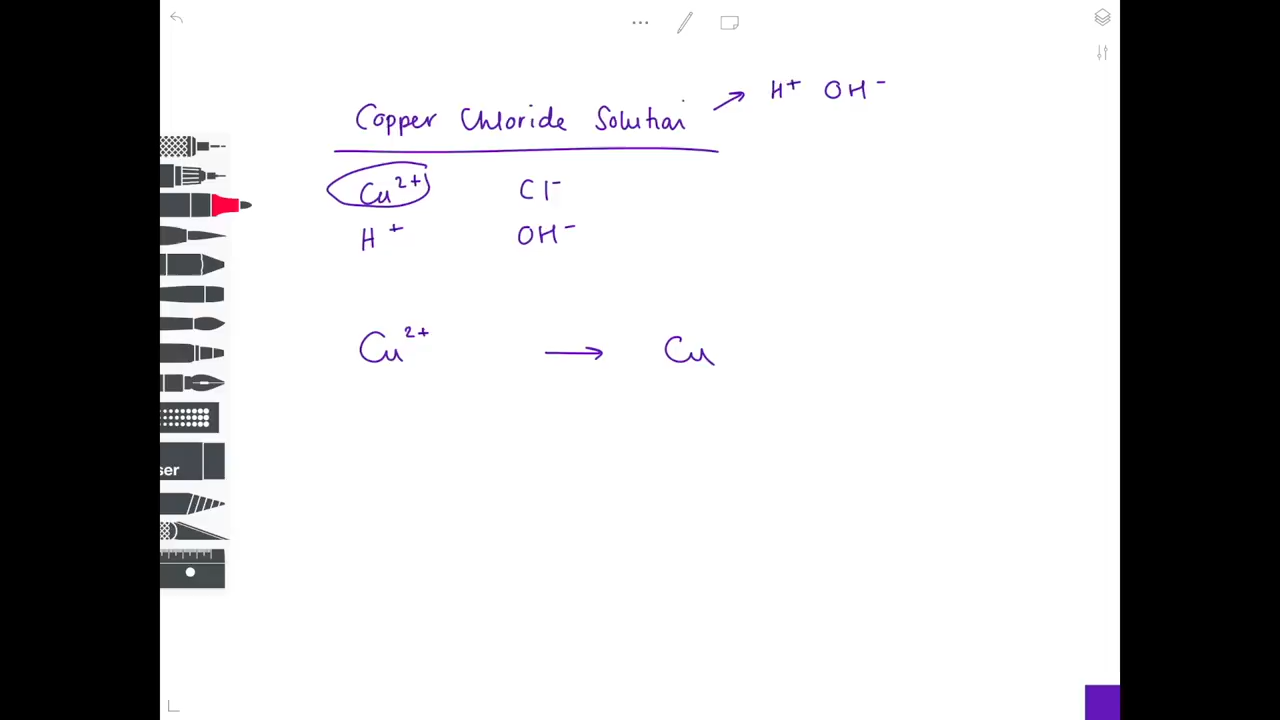 Copper Chloride Solution → H⁺ OH⁻
Cu²⁺ Cl⁻
H⁺ OH⁻
Cu²⁺ → Cu
ser